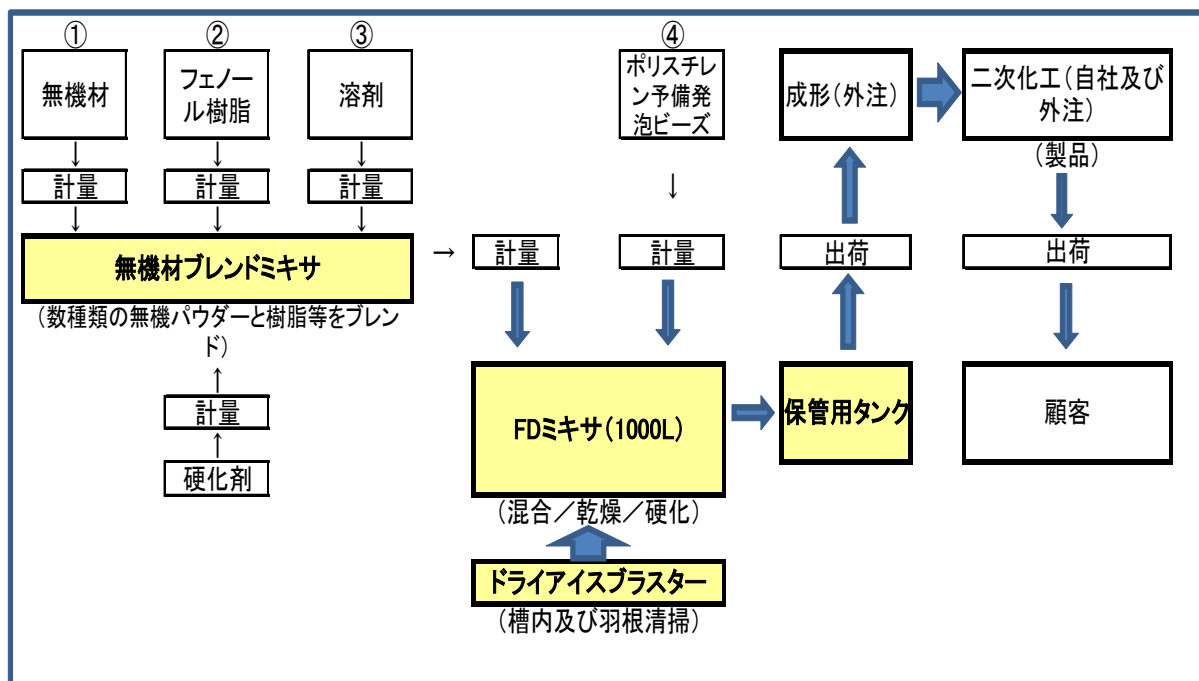 ①
②
③
④
無機材
フェノー
ル樹脂
溶剤
ポリスチレ
ン予備発
泡ビーズ
成形（外注）
二次化工（自社及び
外注）
（製品）
↓
↓
↓
↓
計量
計量
計量
↓
↓
↓
無機材ブレンドミキサ
→
計量
計量
出荷
出荷
（数種類の無機パウダーと樹脂等をブレン
ド）
↑
計量
↑
硬化剤
FDミキサ（1000L）
（混合／乾燥／硬化）
保管用タンク
顧客
ドライアイスブラスター
（槽内及び羽根清掃）